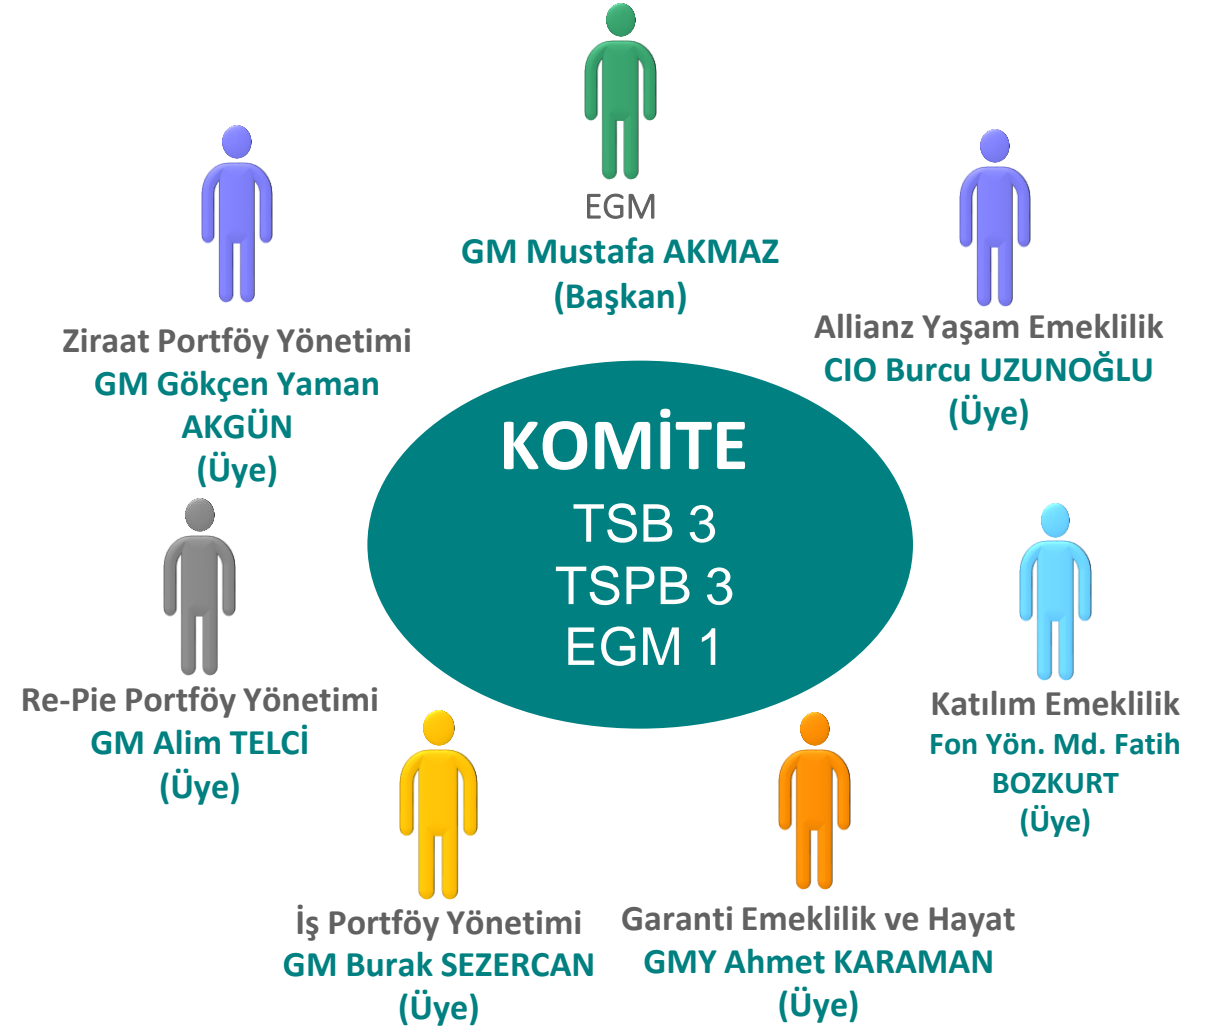 EGM
GM Mustafa AKMAZ
(Başkan)
Ziraat Portföy Yönetimi
GM Gökçen Yaman
AKGÜN
(Üye)
Allianz Yaşam Emeklilik
CIO Burcu UZUNOĞLU
(Üye)
KOMİTE
TSB 3
TSPB 3
EGM 1
Re-Pie Portföy Yönetimi
GM Alim TELCİ
(Üye)
Katılım Emeklilik
Fon Yön. Md. Fatih
BOZKURT
(Üye)
İş Portföy Yönetimi
GM Burak SEZERCAN
(Üye)
Garanti Emeklilik ve Hayat
GMY Ahmet KARAMAN
(Üye)